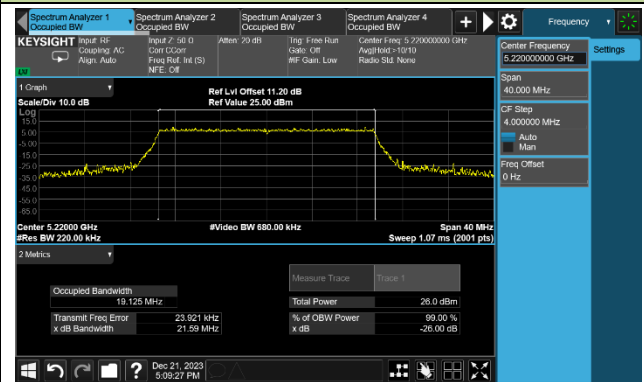 Spectrum Analyzer 1
Occupied BW
Spectrum Analyzer 2
Occupied BW
Spectrum Analyzer 3
Occupied BW
Spectrum Analyzer 4
Occupied BW
Frequency
KEYSIGHT
Input: RF
Coupling: AC
Align: Auto
Input Z: 50 Ω
Corr CCorr
Freq Ref: Int (S)
NFE: Off
Atten: 20 dB
Trig: Free Run
Gate: Off
#IF Gain: Low
Center Freq: 5.220000000 GHz
Avg|Hold:>10/10
Radio Std: None
Center Frequency
5.220000000 GHz
Settings
Span
40.000 MHz
CF Step
4.000000 MHz
Auto
Man
Freq Offset
0 Hz
1 Graph
Scale/Div 10.0 dB
Ref Lvl Offset 11.20 dB
Ref Value 25.00 dBm
Log
15.0
5.00
-5.00
-15.0
-25.0
-35.0
-45.0
-55.0
-65.0
Center 5.22000 GHz
#Res BW 220.00 kHz
#Video BW 680.00 kHz
Span 40 MHz
Sweep 1.07 ms (2001 pts)
2 Metrics
Measure Trace
Trace 1
Occupied Bandwidth
19.125 MHz
Total Power
26.0 dBm
Transmit Freq Error
23.921 kHz
% of OBW Power
99.00 %
x dB Bandwidth
21.59 MHz
x dB
-26.00 dB
Dec 21, 2023
5:09:27 PM